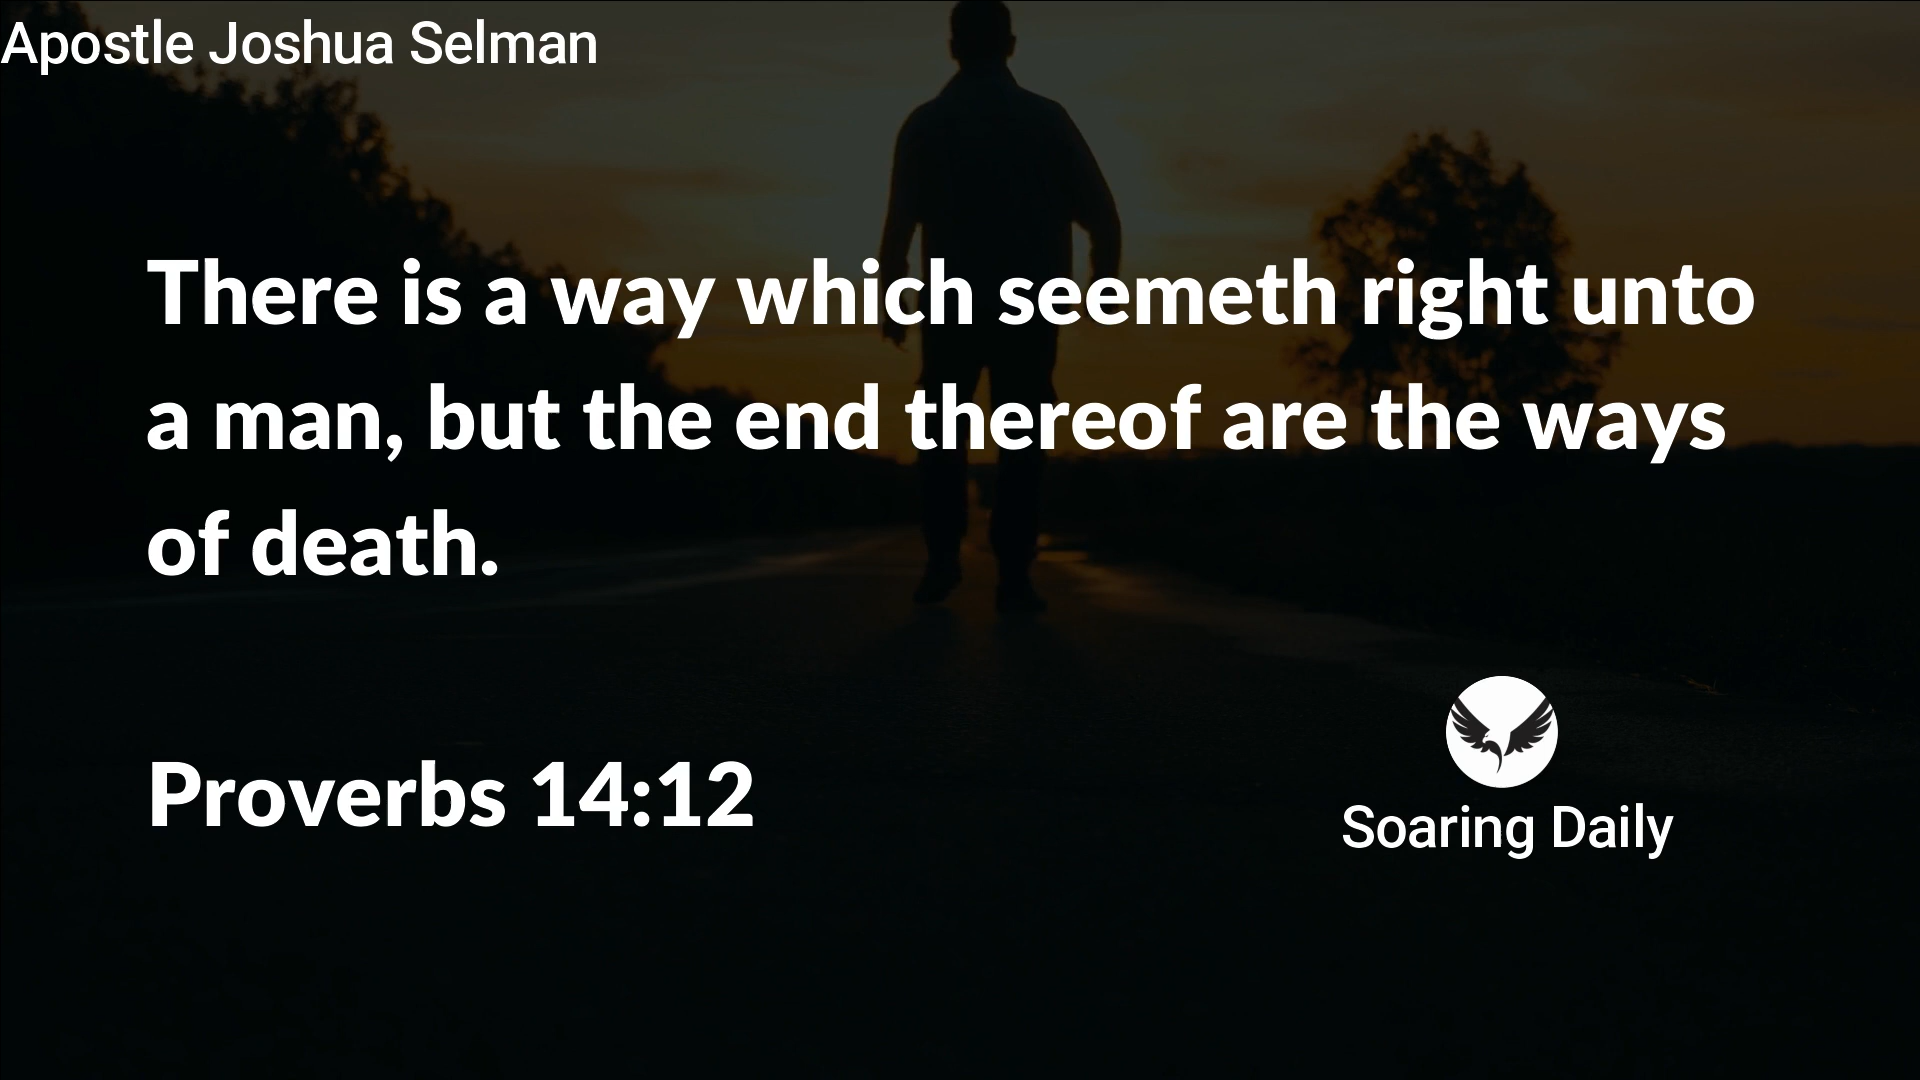 Apostle Joshua Selman
There is a way which seemeth right unto
a man, but the end thereof are the ways
of death.
Proverbs 14:12
Soaring Daily